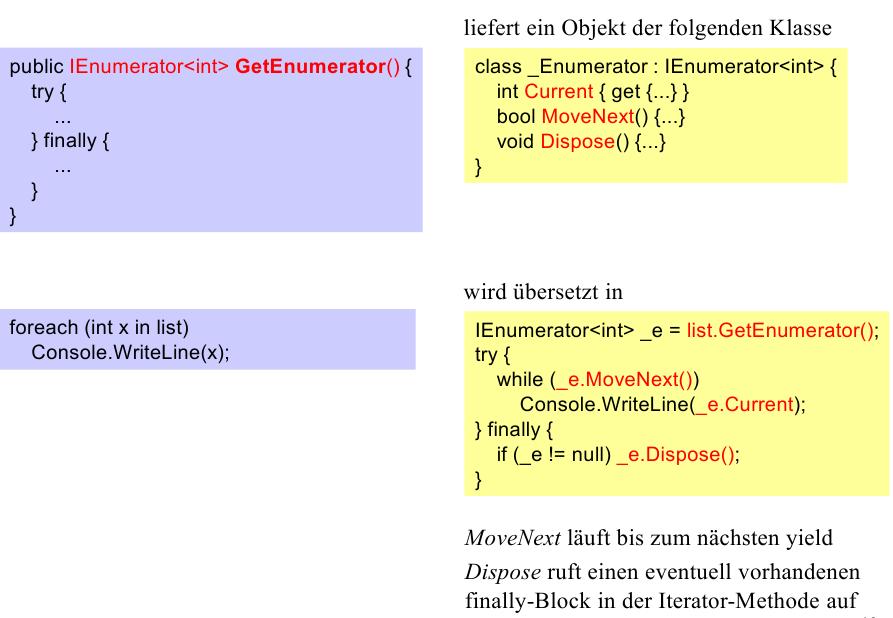 liefert ein Objekt der folgenden Klasse
public IEnumerator<int> GetEnumerator() {
try {
...
} finally {
...
}
}
class _Enumerator : IEnumerator<int> {
int Current { get {...} }
bool MoveNext() {...}
void Dispose() {...}
}
foreach (int x in list)
Console.WriteLine(x);
wird übersetzt in
IEnumerator<int> _e = list.GetEnumerator();
try {
while (_e.MoveNext())
Console.WriteLine(_e.Current);
} finally {
if (_e != null) _e.Dispose();
}
MoveNext läuft bis zum nächsten yield
Dispose ruft einen eventuell vorhandenen
finally-Block in der Iterator-Methode auf